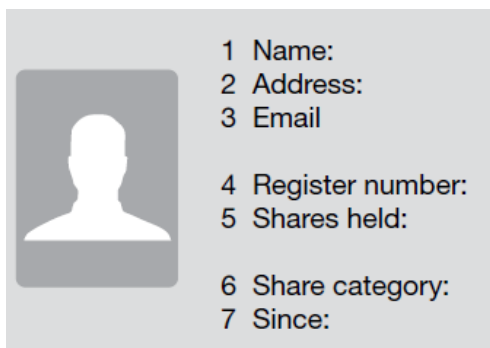 1 Name:
2 Address:
3 Email
4 Register number:
5 Shares held:
6 Share category:
7 Since: